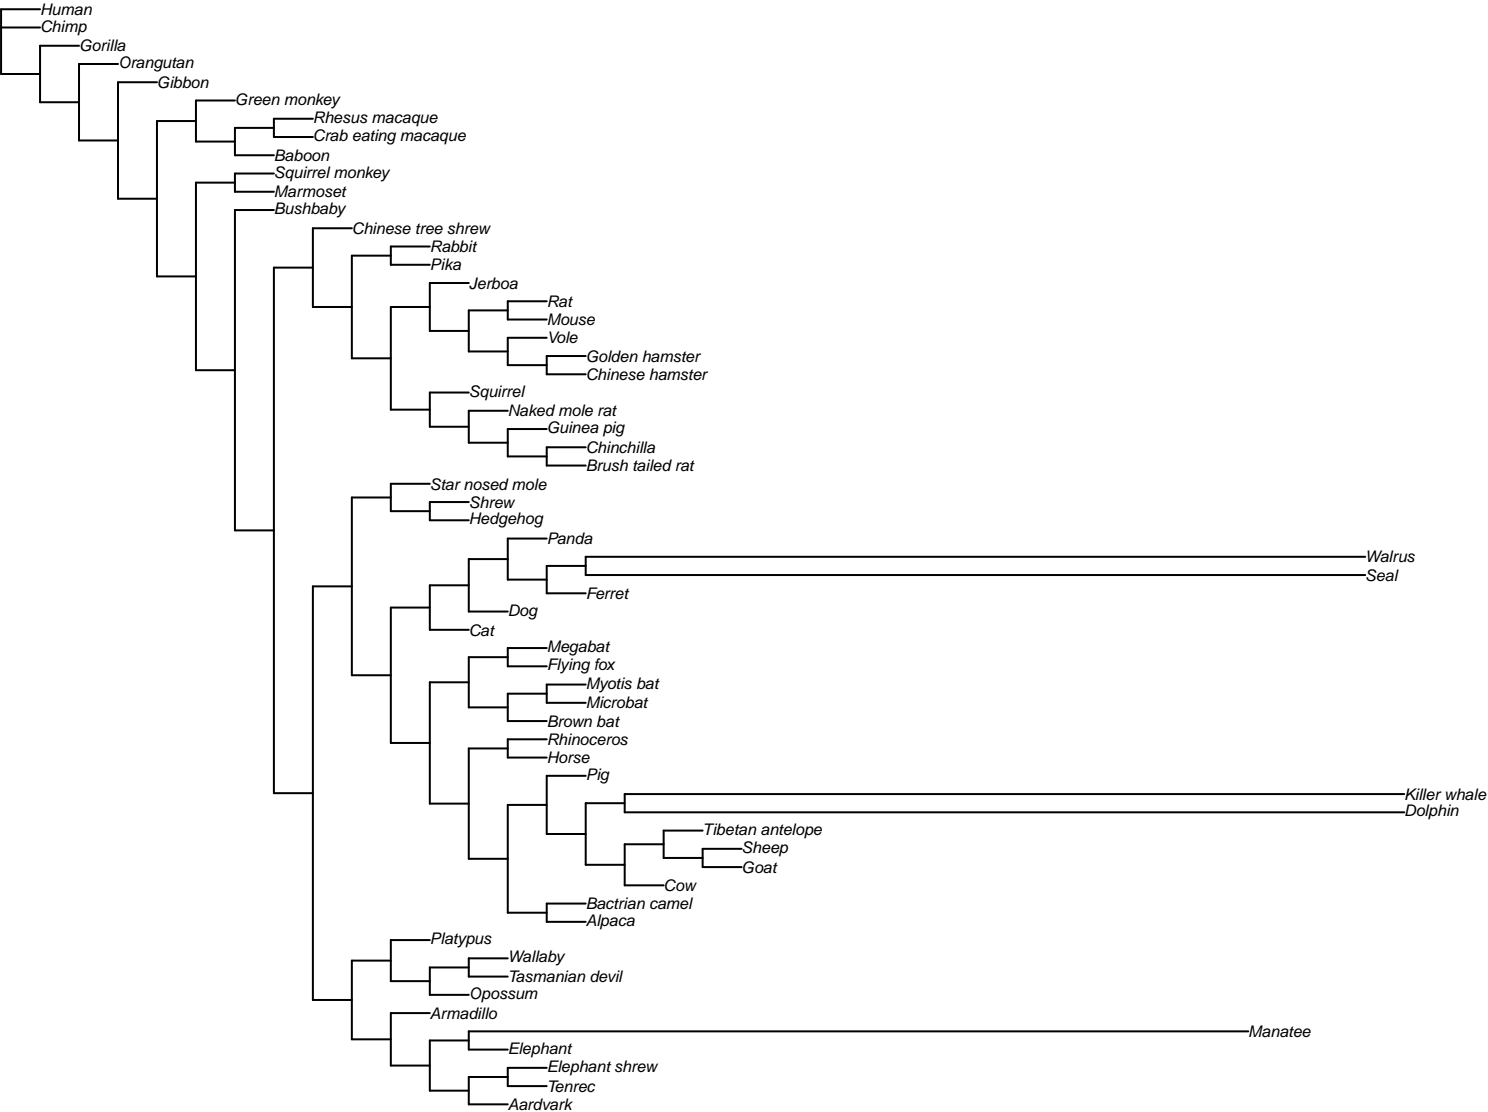 Human
Chimp
Gorilla
Orangutan
Gibbon
Green monkey
Rhesus macaque
Crab eating macaque
Baboon
Squirrel monkey
Marmoset
Bushbaby
Chinese tree shrew
Rabbit
Pika
Jerboa
Rat
Mouse
Vole
Golden hamster
Chinese hamster
Squirrel
Naked mole rat
Guinea pig
Chinchilla
Brush tailed rat
Star nosed mole
Shrew
Hedgehog
Panda
Walrus
Seal
Ferret
Dog
Cat
Megabat
Flying fox
Myotis bat
Microbat
Brown bat
Rhinoceros
Horse
Pig
Killer whale
Dolphin
Tibetan antelope
Sheep
Goat
Cow
Bactrian camel
Alpaca
Platypus
Wallaby
Tasmanian devil
Opossum
Armadillo
Manatee
Elephant
Elephant shrew
Tenrec
Aardvark